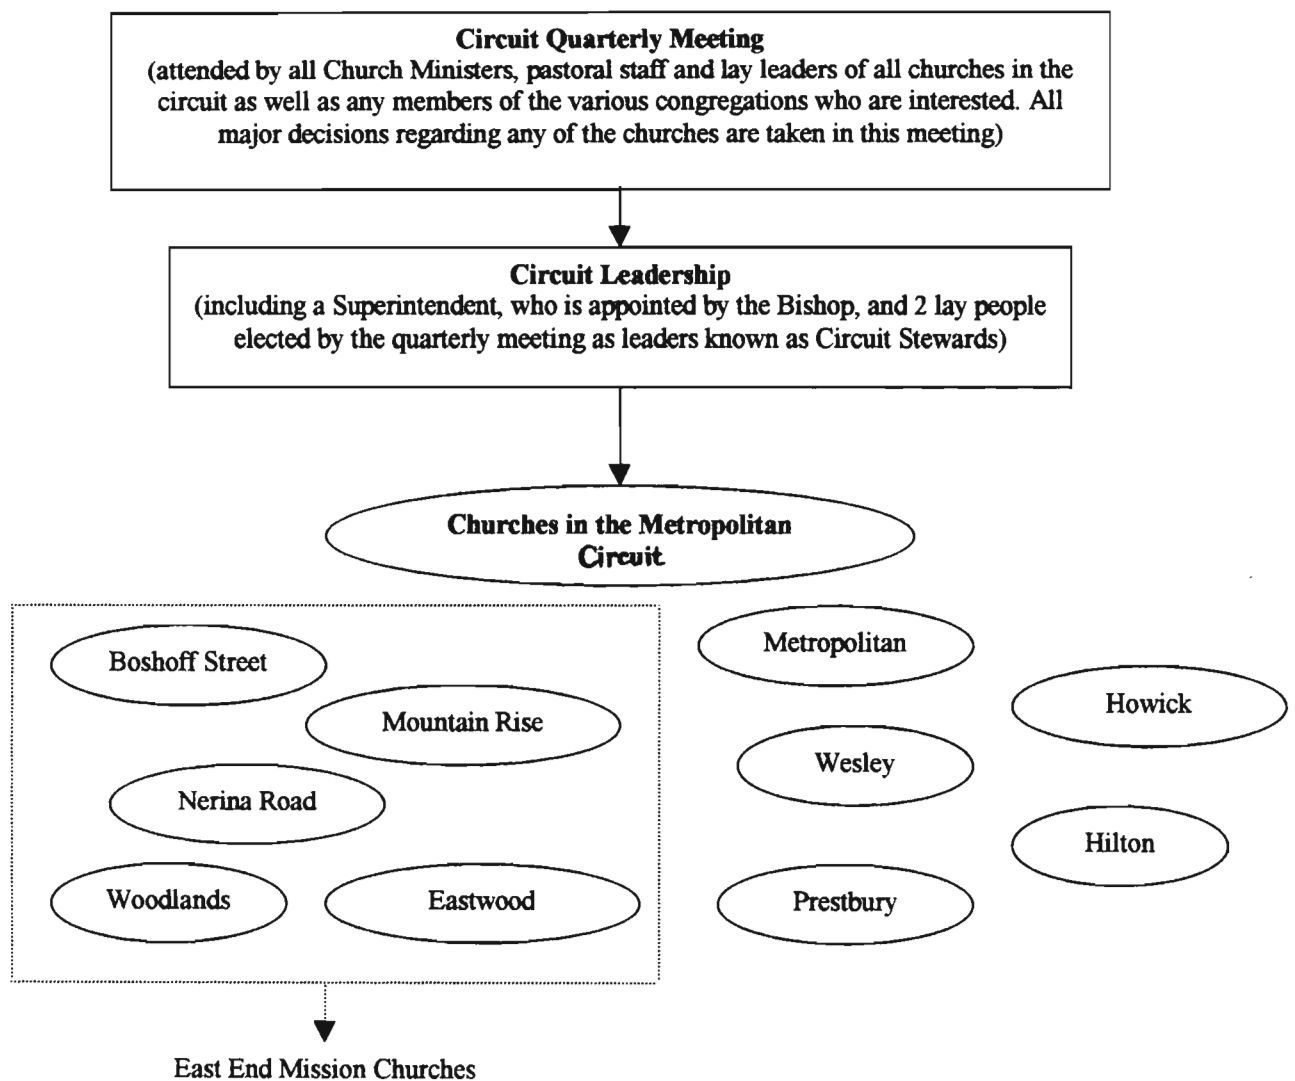 Circuit Quarterly Meeting
(attended by all Church Ministers, pastoral staff and lay leaders of all churches in the
circuit as well as any members of the various congregations who are interested. All
major decisions regarding any of the churches are taken in this meeting)
Circuit Leadership
(including a Superintendent, who is appointed by the Bishop, and 2 lay people
elected by the quarterly meeting as leaders known as Circuit Stewards)
Churches in the Metropolitan
Circuit
Boshoff Street
Mountain Rise
Nerina Road
Woodlands
Eastwood
Metropolitan
Howick
Wesley
Hilton
Prestbury
East End Mission Churches